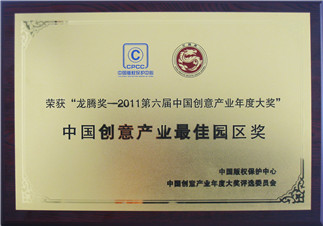 CPCC
中国版权保护中心
荣获“龙腾奖—2011第六届中国创意产业年度大奖”
中国创意产业最佳园区奖
中国版权保护中心
中国创意产业年度大奖评选委员会